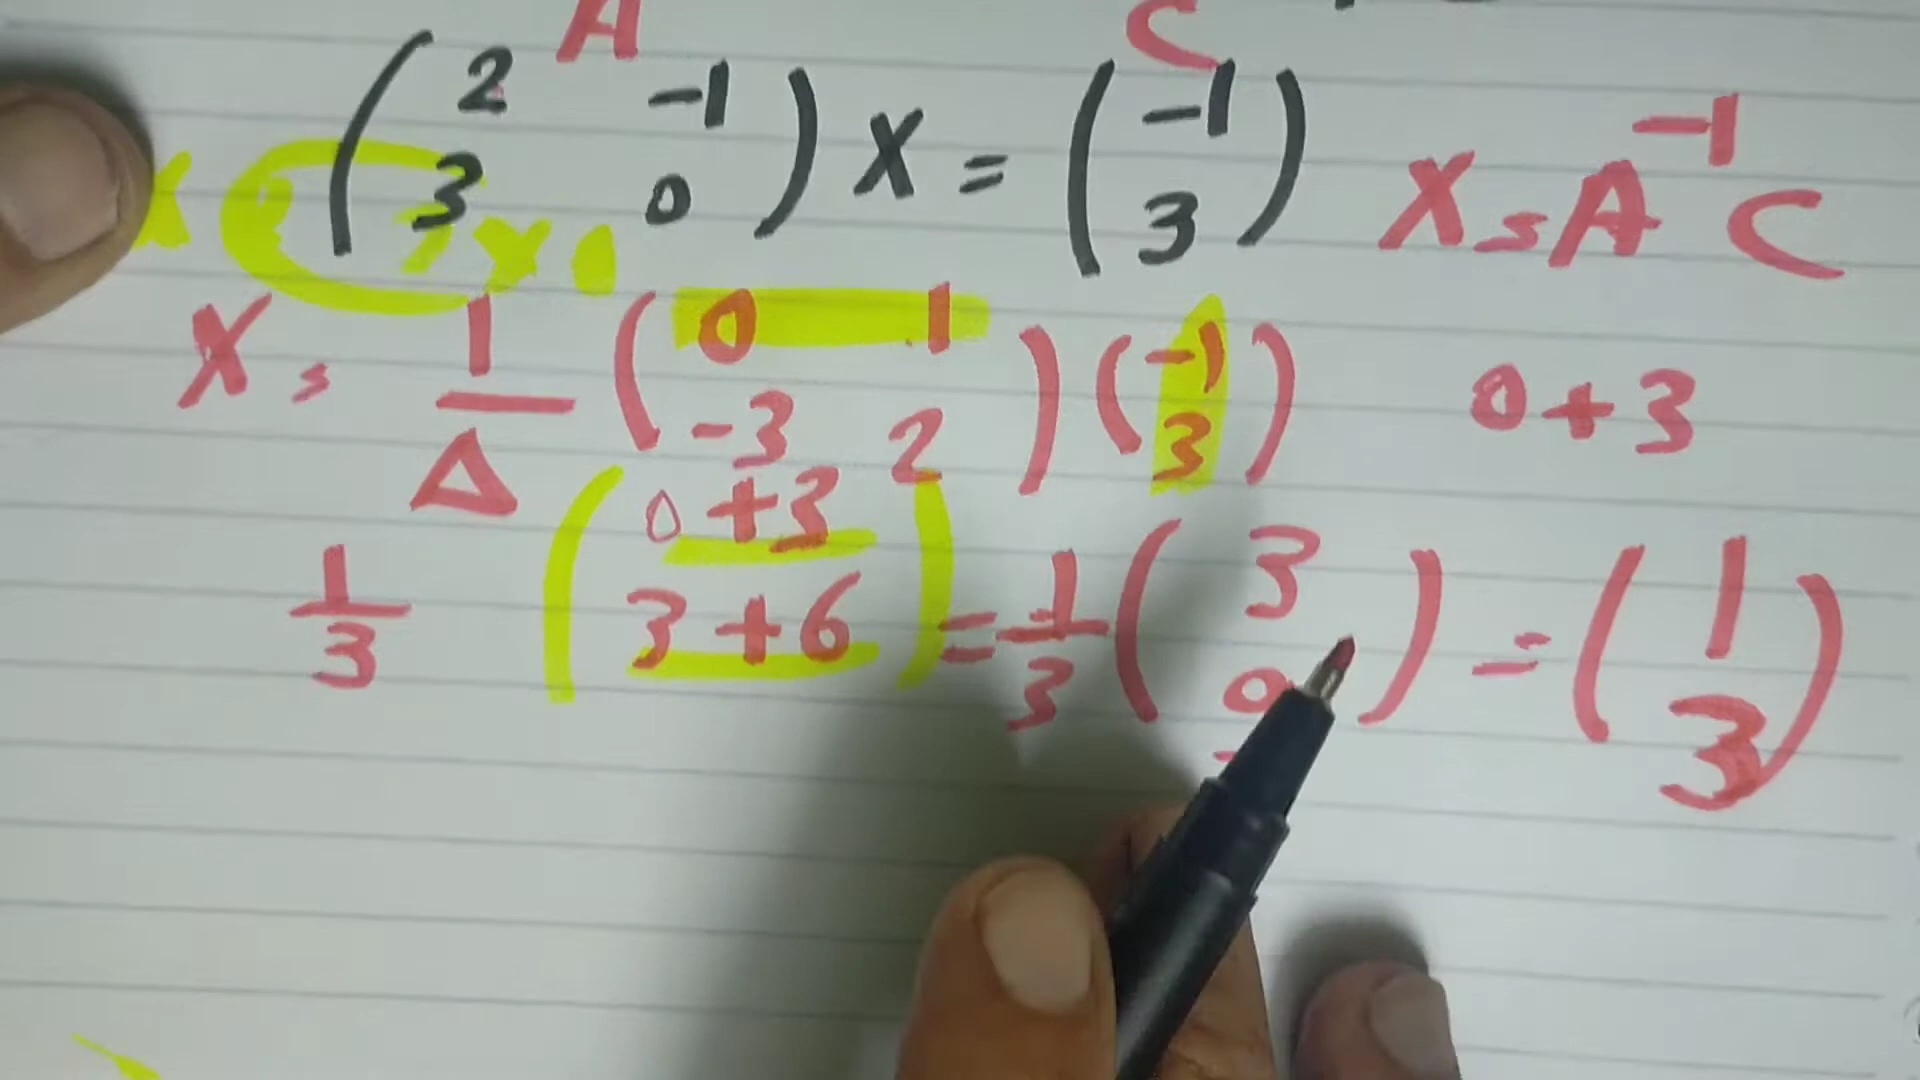 A C
( 2 -1 ) X = ( -1 ) X = A⁻¹ C
3 0 3
X = 1/Δ ( 0 1 ) ( -1 ) 0 + 3
-3 2 3
1/3 ( 0 + 3 ) = 1/3 ( 3 ) = ( 1 )
3 + 6 9 3